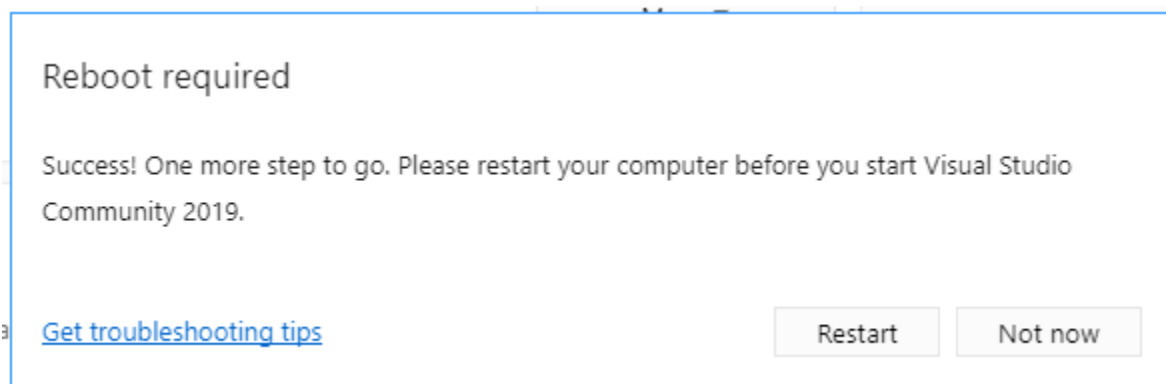 Reboot required
Success! One more step to go. Please restart your computer before you start Visual Studio
Community 2019.
Get troubleshooting tips
Restart
Not now